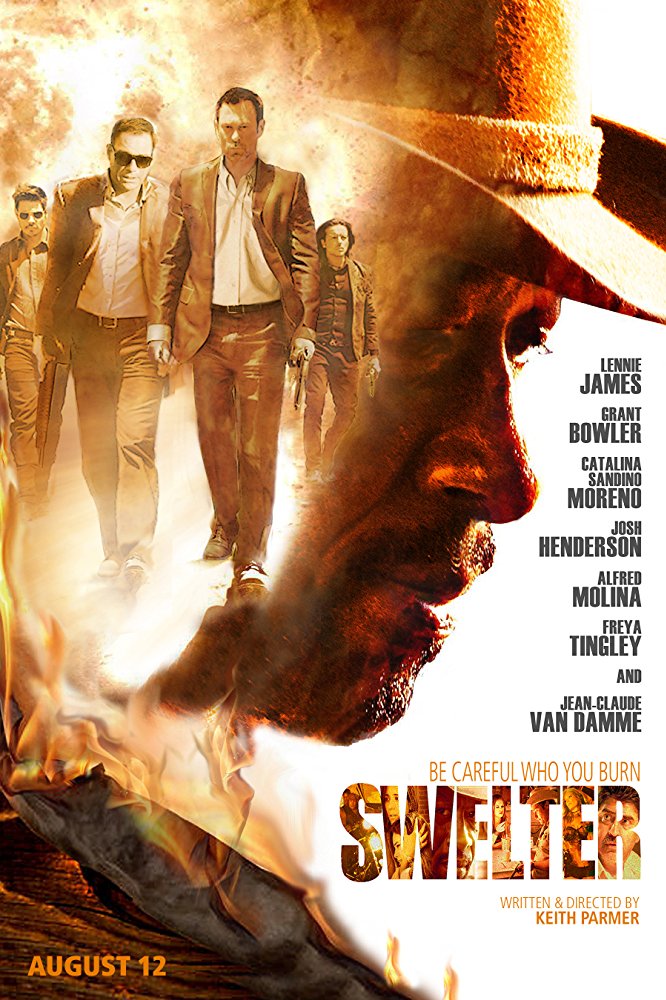 LENNIE
JAMES
GRANT
BOWLER
CATALINA
SANDINO
MORENO
JOSH
HENDERSON
ALFRED
MOLINA
FREYA
TINGLEY
AND
JEAN-CLAUDE
VAN DAMME
BE CAREFUL WHO YOU BURN
SWELTER
WRITTEN & DIRECTED BY
KEITH PARMER
AUGUST 12